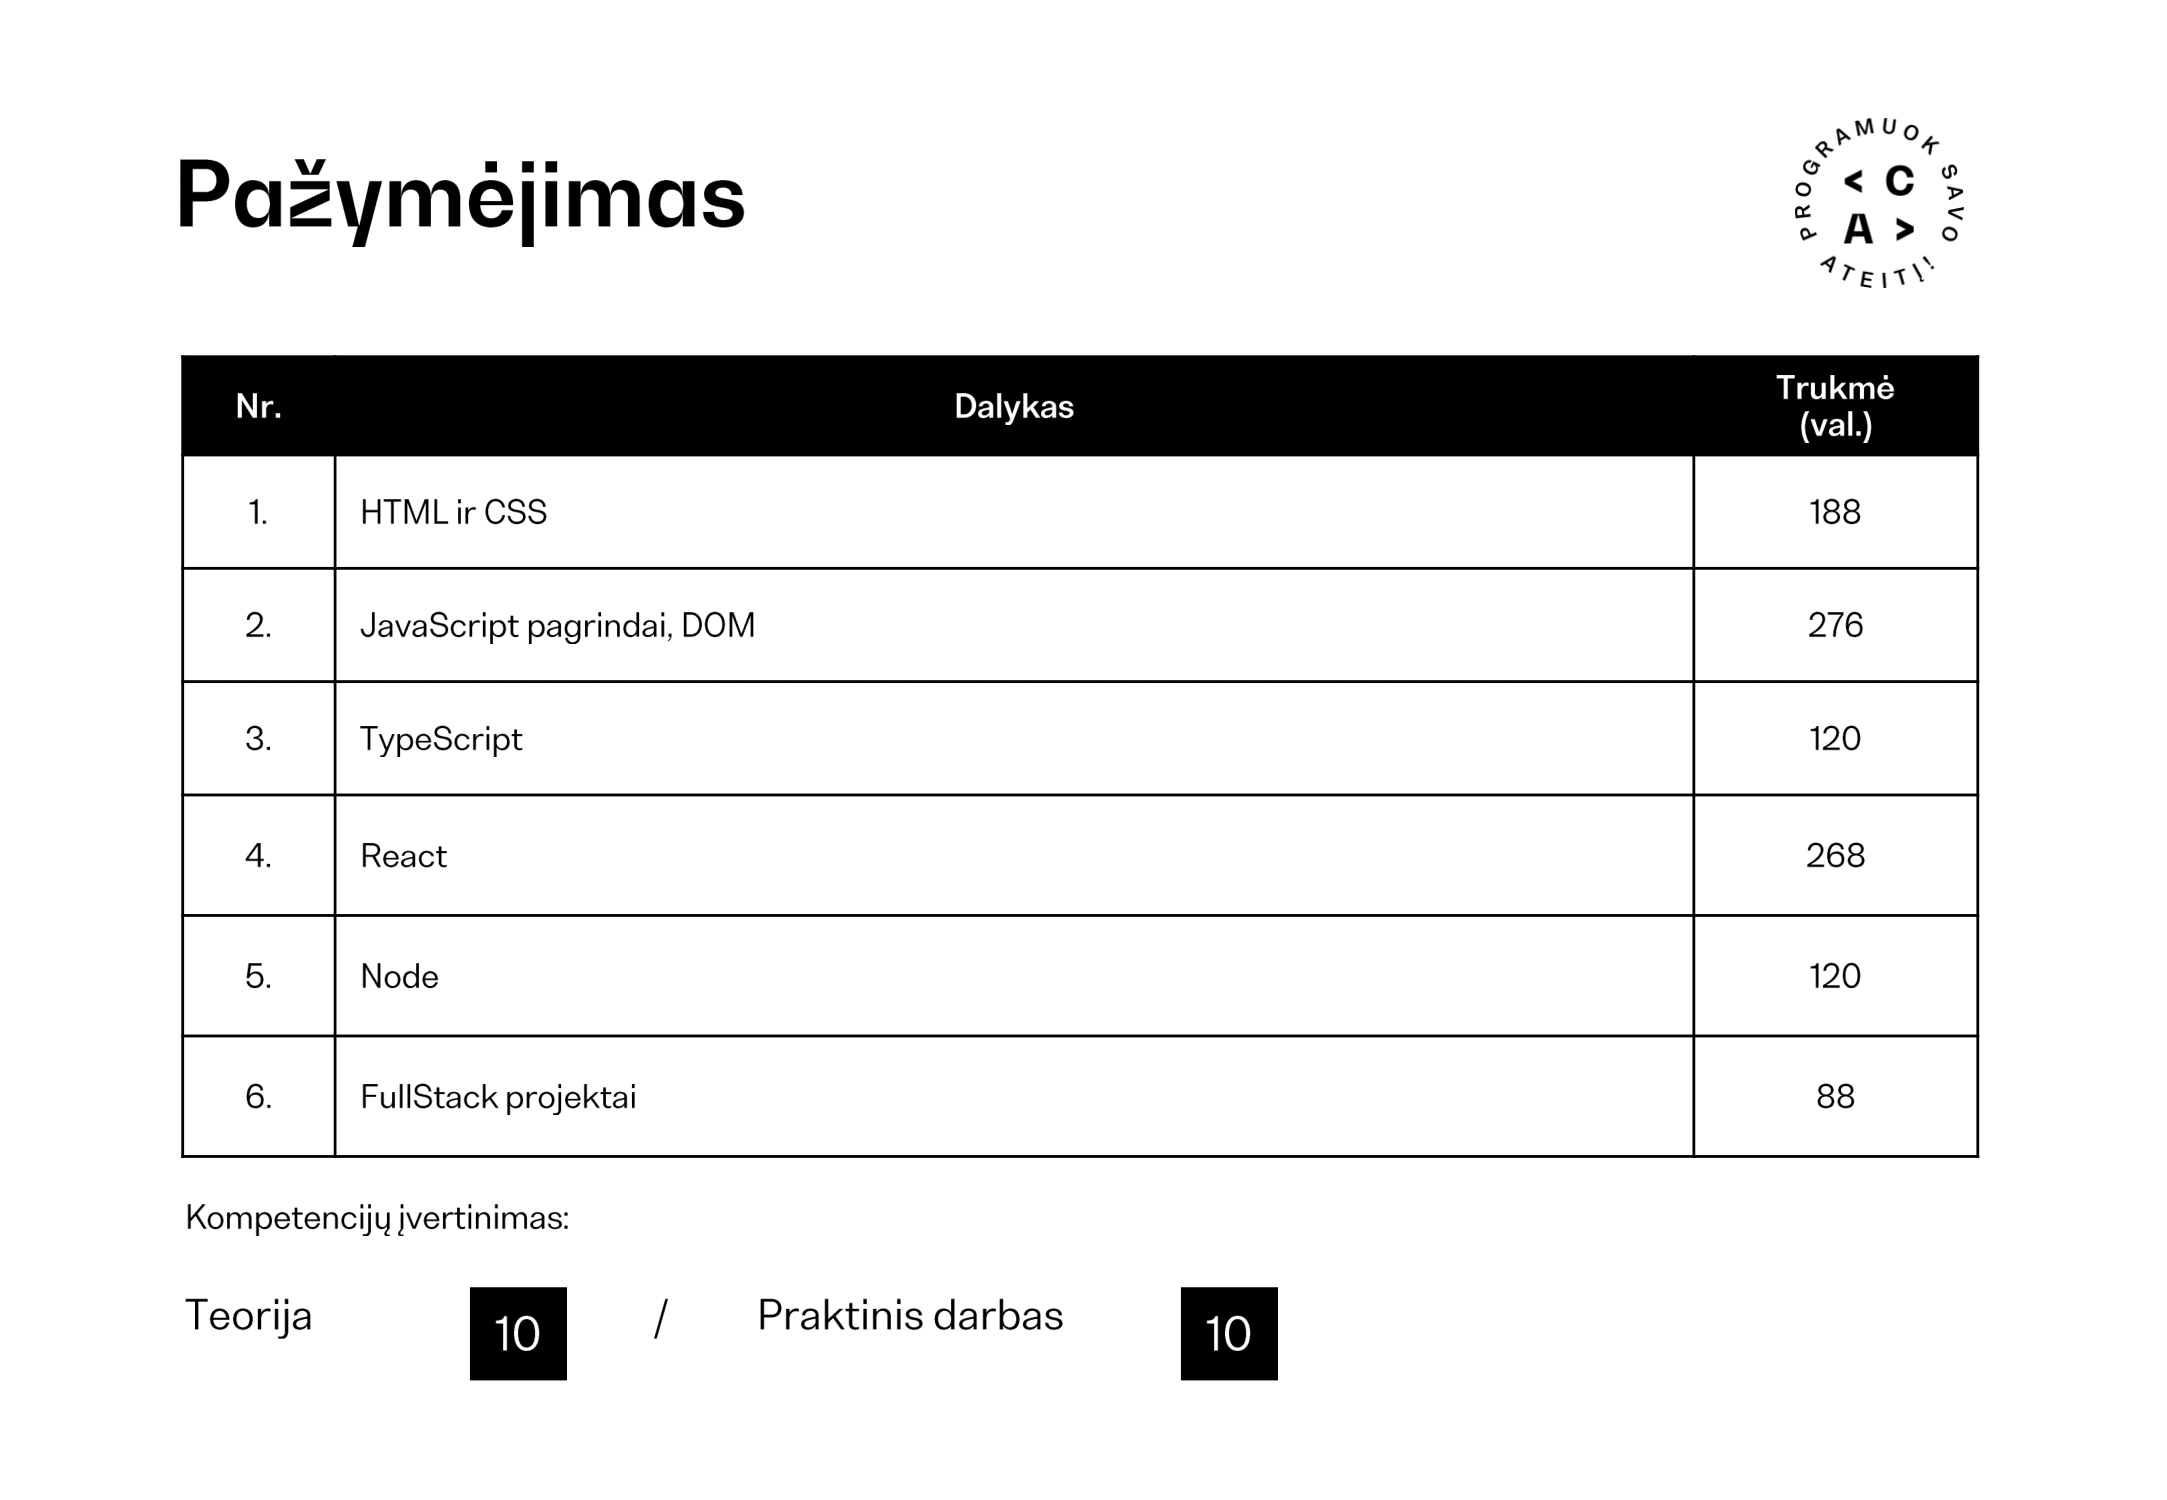 Pažymėjimas
PROGRAMUOK SAVO ATEITĮ!
< C
A >
Nr. Dalykas Trukmė (val.)
1. HTML ir CSS 188
2. JavaScript pagrindai, DOM 276
3. TypeScript 120
4. React 268
5. Node 120
6. FullStack projektai 88
Kompetencijų įvertinimas:
Teorija 10 / Praktinis darbas 10